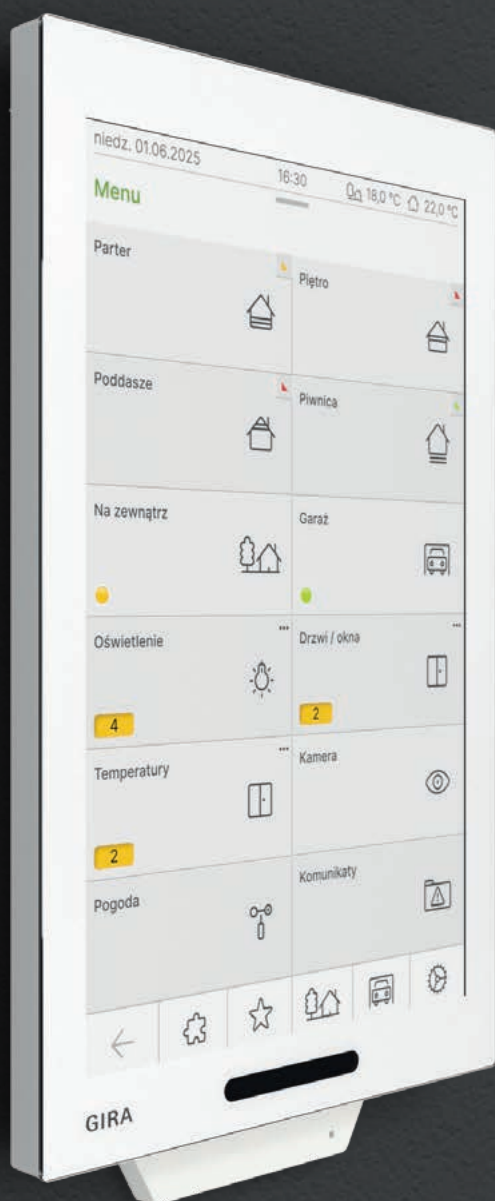 niedz. 01.06.2025 16:30 18,0 °C 22,0 °C
Menu
Parter Piętro
Poddasze Piwnica
Na zewnątrz Garaż
Oświetlenie ••• Drzwi / okna •••
4 2
Temperatury ••• Kamera
2
Pogoda Komunikaty
GIRA